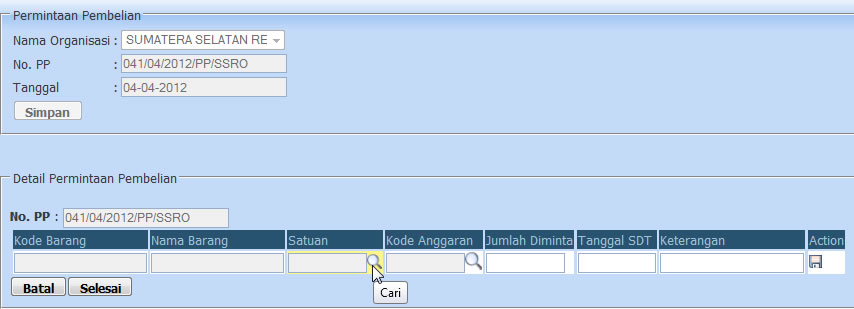 Permintaan Pembelian
Nama Organisasi : SUMATERA SELATAN RE
No. PP : 041/04/2012/PP/SSRO
Tanggal : 04-04-2012
Simpan
Detail Permintaan Pembelian
No. PP : 041/04/2012/PP/SSRO
Kode Barang Nama Barang Satuan Kode Anggaran Jumlah Diminta Tanggal SDT Keterangan Action
Batal Selesai
Cari